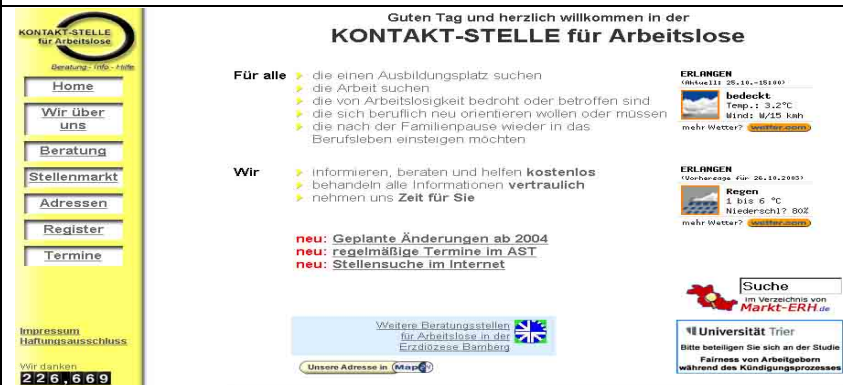 KONTAKT-STELLE
für Arbeitslose
Beratung - Info - Hilfe
Home
Wir über
uns
Beratung
Stellenmarkt
Adressen
Register
Termine
Impressum
Haftungsausschluss
Wir danken
226,669
Guten Tag und herzlich willkommen in der
KONTAKT-STELLE für Arbeitslose
Für alle
die einen Ausbildungsplatz suchen
die Arbeit suchen
die von Arbeitslosigkeit bedroht oder betroffen sind
die sich beruflich neu orientieren wollen oder müssen
die nach der Familienpause wieder in das
Berufsleben einsteigen möchten
Wir
informieren, beraten und helfen kostenlos
behandeln alle Informationen vertraulich
nehmen uns Zeit für Sie
neu: Geplante Änderungen ab 2004
neu: regelmäßige Termine im AST
neu: Stellensuche im Internet
Weitere Beratungsstellen
für Arbeitslose in der
Erzdiözese Bamberg
Unsere Adresse in Map
ERLANGEN
(Aktuell: 25.10.-15:00)
bedeckt
Temp.: 3.2°C
Wind: W/15 kmh
mehr Wetter? wetter.com
ERLANGEN
(Vorhersage für 26.10.2003)
Regen
1 bis 6 °C
Niederschl? 80%
mehr Wetter? wetter.com
Suche
im Verzeichnis von
Markt-ERH.de
Universität Trier
Bitte beteiligen Sie sich an der Studie
Fairness von Arbeitgebern
während des Kündigungsprozesses